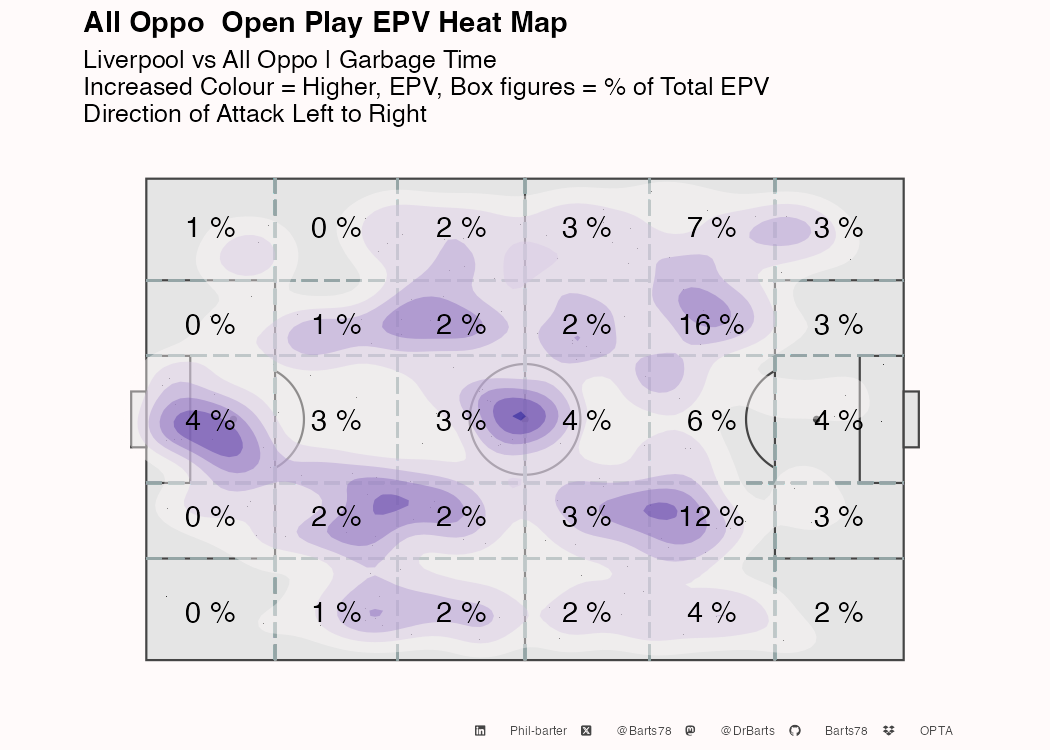 All Oppo  Open Play EPV Heat Map
Liverpool vs All Oppo | Garbage Time
Increased Colour = Higher, EPV, Box figures = % of Total EPV
Direction of Attack Left to Right
1 % 0 % 2 % 3 % 7 % 3 %
0 % 1 % 2 % 2 % 16 % 3 %
4 % 3 % 3 % 4 % 6 % 4 %
0 % 2 % 2 % 3 % 12 % 3 %
0 % 1 % 2 % 2 % 4 % 2 %
Phil-barter @Barts78 @DrBarts Barts78 OPTA